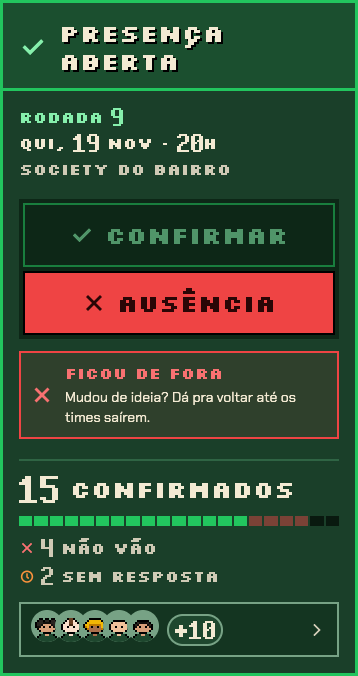 PRESENÇA
ABERTA
RODADA 9
QUI, 19 NOV · 20H
SOCIETY DO BAIRRO
CONFIRMAR
AUSÊNCIA
FICOU DE FORA
Mudou de ideia? Dá pra voltar até os
times saírem.
15 CONFIRMADOS
4 NÃO VÃO
2 SEM RESPOSTA
+10